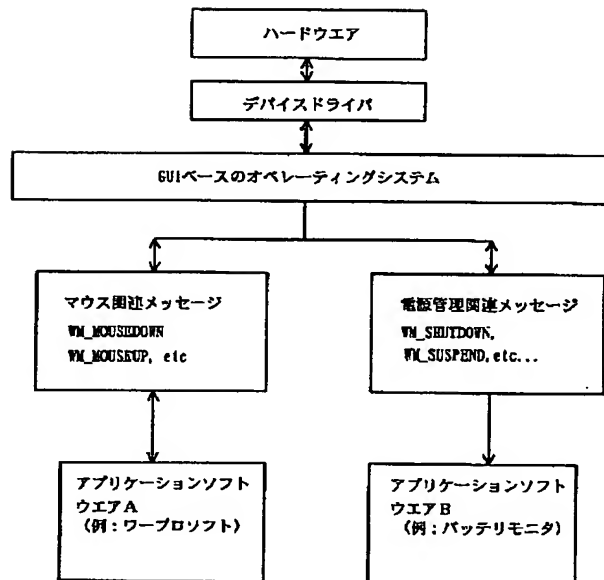 ハードウエア
デバイスドライバ
GUIベースのオペレーティングシステム
マウス関連メッセージ
WM_MOUSEDOWN
WM_MOUSEUP, etc
電源管理関連メッセージ
WM_SHUTDOWN,
WM_SUSPEND, etc...
アプリケーションソフト
ウエアA
(例:ワープロソフト)
アプリケーションソフト
ウエアB
(例:バッテリモニタ)